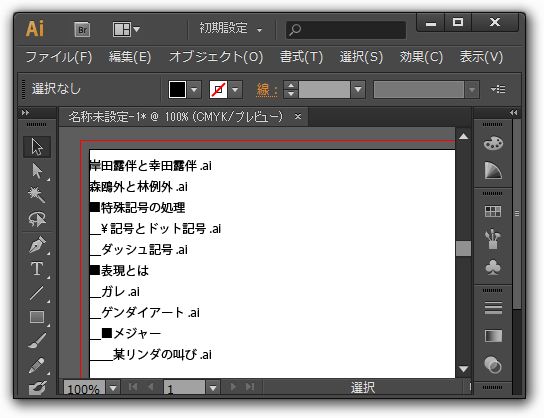 Ai Br 初期設定
ファイル(F) 編集(E) オブジェクト(O) 書式(T) 選択(S) 効果(C) 表示(V)
選択なし 線:
名称未設定-1* @ 100% (CMYK/プレビュー) ×
岸田露伴と幸田露伴.ai
森鴎外と林例外.ai
■特殊記号の処理
__¥記号とドット記号.ai
__ダッシュ記号.ai
■表現とは
__ガレ.ai
__ゲンダイアート.ai
__■メジャー
____某リンダの叫び.ai
100% 1 選択